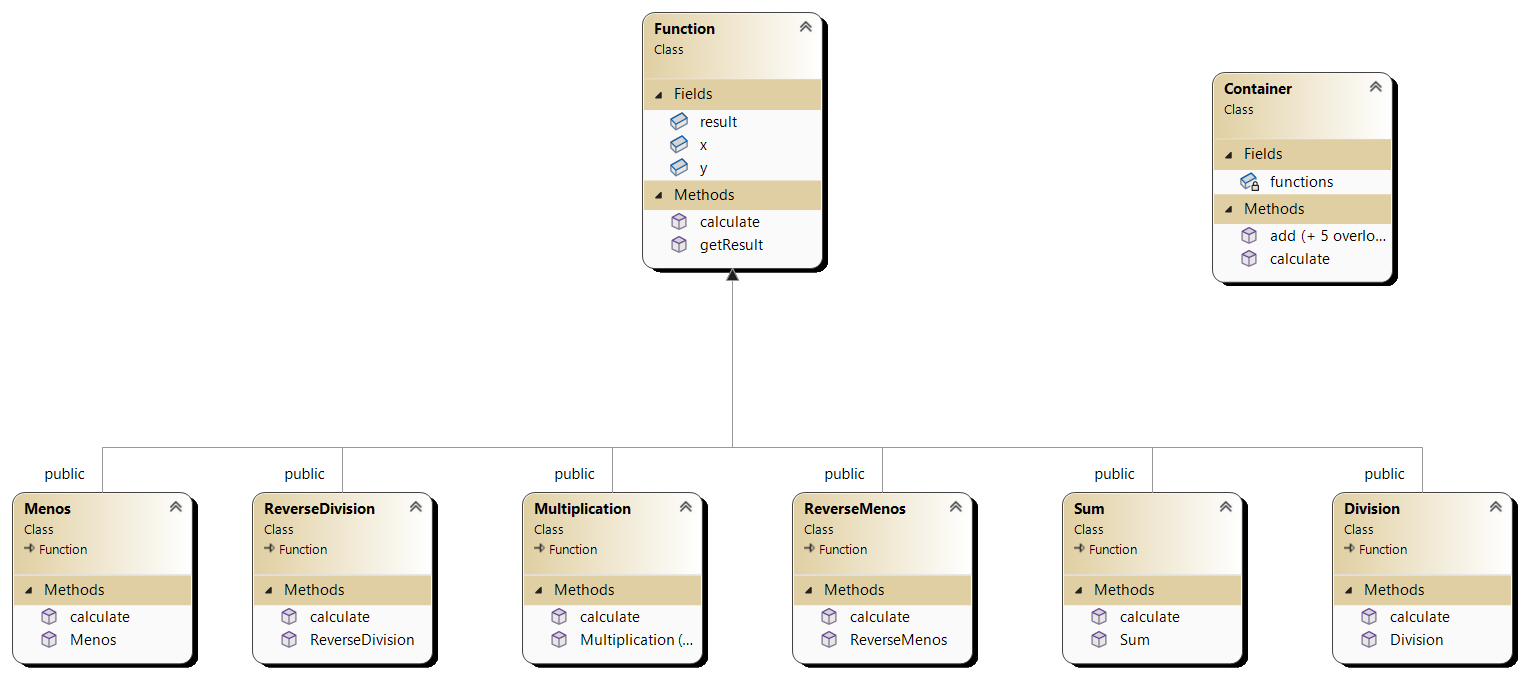 Function
Class
Fields
result
x
y
Methods
calculate
getResult
Container
Class
Fields
functions
Methods
add (+ 5 overlo...
calculate
public
public
public
public
public
public
Menos
Class
Function
Methods
calculate
Menos
ReverseDivision
Class
Function
Methods
calculate
ReverseDivision
Multiplication
Class
Function
Methods
calculate
Multiplication (...
ReverseMenos
Class
Function
Methods
calculate
ReverseMenos
Sum
Class
Function
Methods
calculate
Sum
Division
Class
Function
Methods
calculate
Division